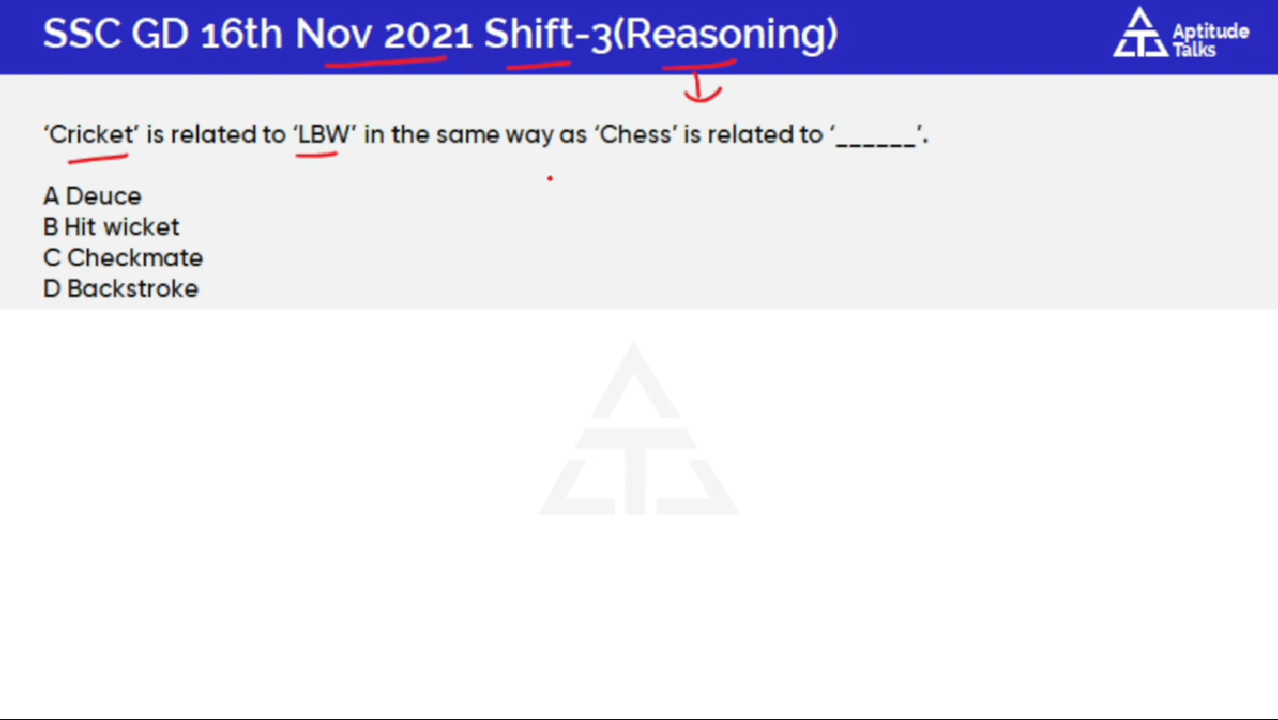 SSC GD 16th Nov 2021 Shift-3(Reasoning)
Aptitude
Talks
‘Cricket’ is related to ‘LBW’ in the same way as ‘Chess’ is related to ‘______’.
A Deuce
B Hit wicket
C Checkmate
D Backstroke